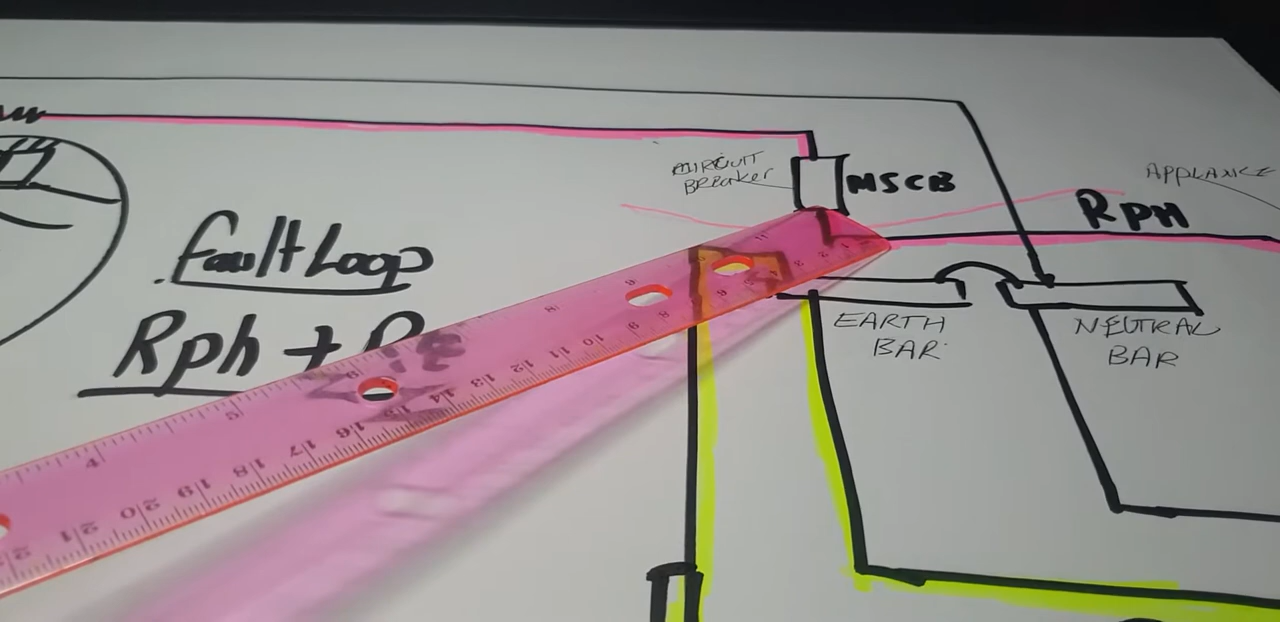 CIRCUIT
BREAKER
MSCB
APPLIANCE
RPH
fault Loop
Rph +
EARTH
BAR
NEUTRAL
BAR